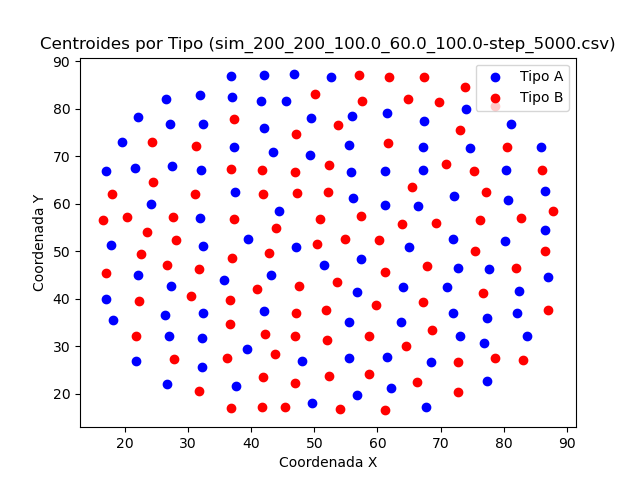 Centroides por Tipo (sim_200_200_100.0_60.0_100.0-step_5000.csv)
Tipo A
Tipo B
90
80
70
60
50
40
30
20
Coordenada Y
20 30 40 50 60 70 80 90
Coordenada X